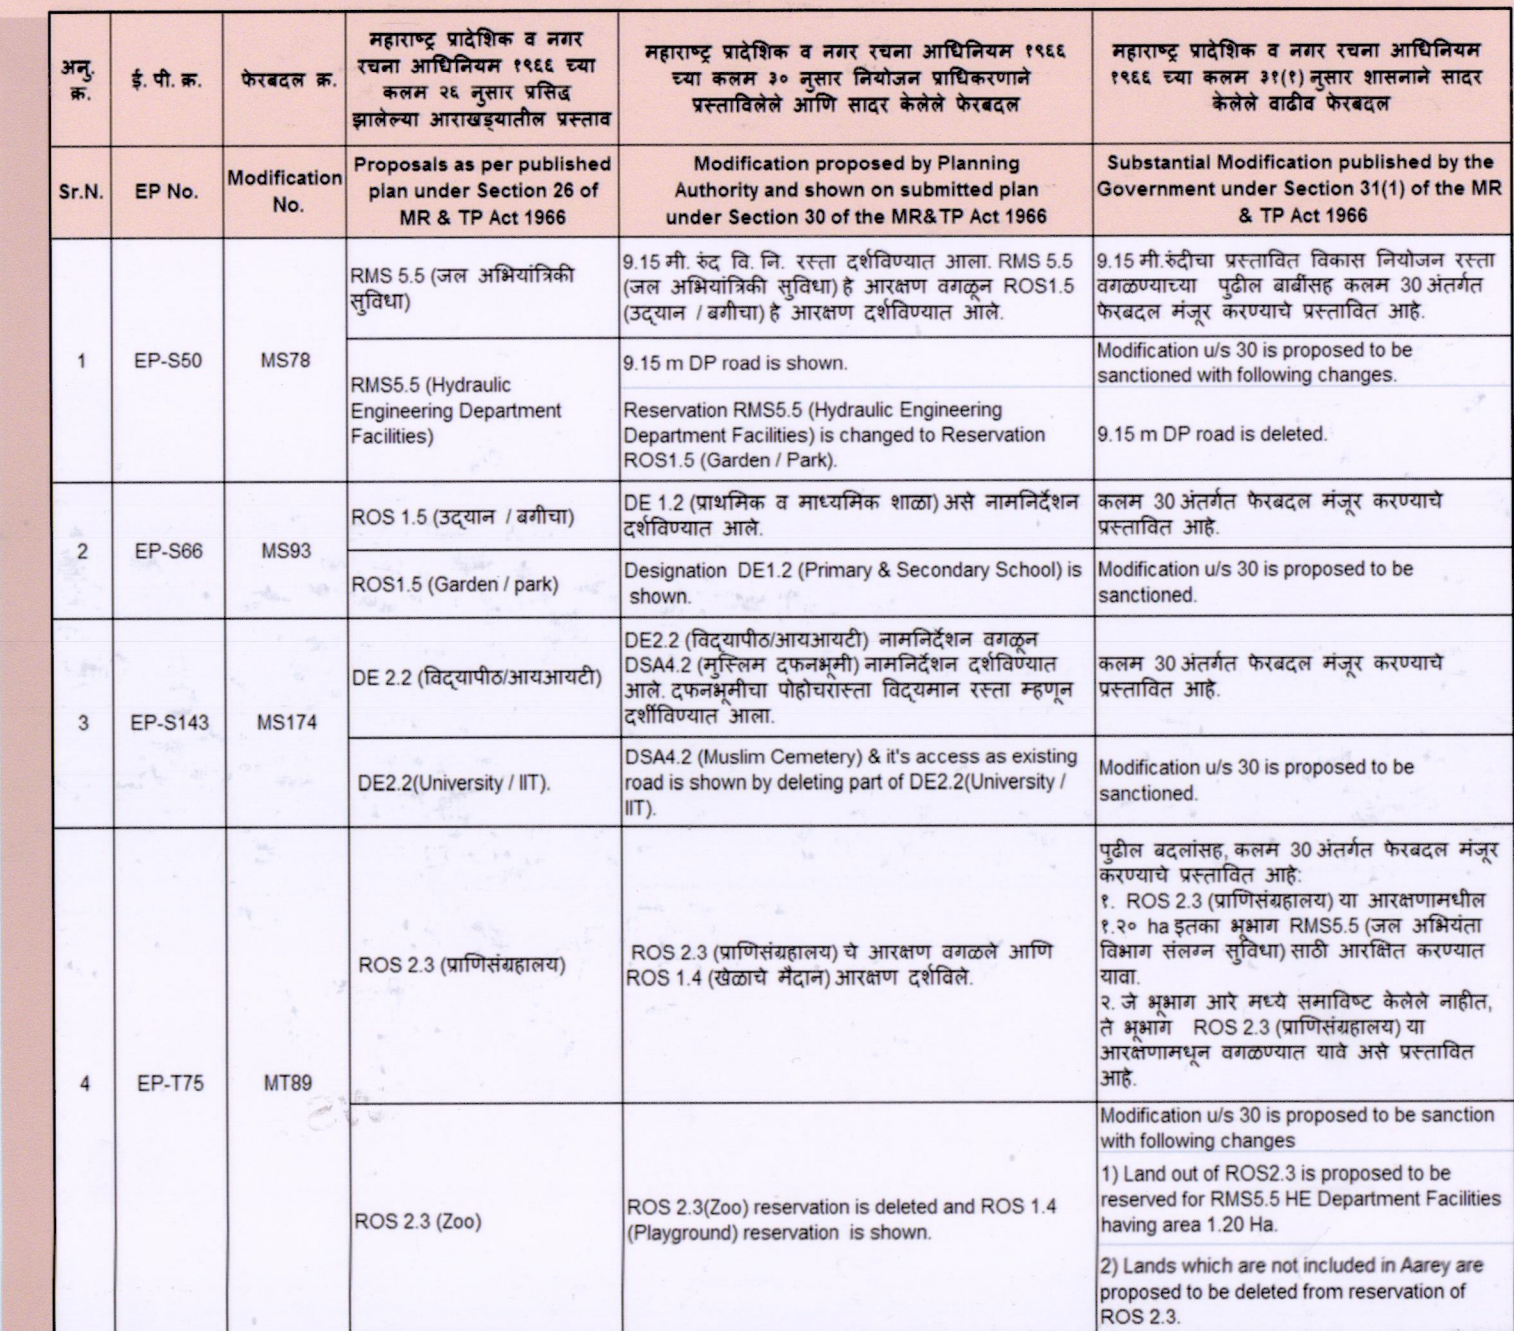 अनु.
क्र.
ई. पी. क्र.
फेरबदल क्र.
महाराष्ट्र प्रादेशिक व नगर
रचना आधिनियम १९६६ च्या
कलम २६ नुसार प्रसिद्ध
झालेल्या आराखड्यातील प्रस्ताव
महाराष्ट्र प्रादेशिक व नगर रचना आधिनियम १९६६
च्या कलम ३० नुसार नियोजन प्राधिकरणाने
प्रस्ताविलेले आणि सादर केलेले फेरबदल
महाराष्ट्र प्रादेशिक व नगर रचना आधिनियम
१९६६ च्या कलम ३१(१) नुसार शासनाने सादर
केलेले वाढीव फेरबदल
Sr.N.
EP No.
Modification
No.
Proposals as per published
plan under Section 26 of
MR & TP Act 1966
Modification proposed by Planning
Authority and shown on submitted plan
under Section 30 of the MR&TP Act 1966
Substantial Modification published by the
Government under Section 31(1) of the MR
& TP Act 1966
1
EP-S50
MS78
RMS 5.5 (जल अभियांत्रिकी
सुविधा)
9.15 मी. रुंद वि. नि. रस्ता दर्शविण्यात आला. RMS 5.5
(जल अभियांत्रिकी सुविधा) हे आरक्षण वगळून ROS1.5
(उद्यान / बगीचा) हे आरक्षण दर्शविण्यात आले.
9.15 मी.रुंदीचा प्रस्तावित विकास नियोजन रस्ता
वगळण्याच्या पुढील बाबींसह कलम 30 अंतर्गत
फेरबदल मंजूर करण्याचे प्रस्तावित आहे.
RMS5.5 (Hydraulic
Engineering Department
Facilities)
9.15 m DP road is shown.
Reservation RMS5.5 (Hydraulic Engineering
Department Facilities) is changed to Reservation
ROS1.5 (Garden / Park).
Modification u/s 30 is proposed to be
sanctioned with following changes.
9.15 m DP road is deleted.
2
EP-S66
MS93
ROS 1.5 (उद्यान / बगीचा)
DE 1.2 (प्राथमिक व माध्यमिक शाळा) असे नामनिर्देशन
दर्शविण्यात आले.
कलम 30 अंतर्गत फेरबदल मंजूर करण्याचे
प्रस्तावित आहे.
ROS1.5 (Garden / park)
Designation DE1.2 (Primary & Secondary School) is
shown.
Modification u/s 30 is proposed to be
sanctioned.
3
EP-S143
MS174
DE 2.2 (विद्यापीठ/आयआयटी)
DE2.2 (विद्यापीठ/आयआयटी) नामनिर्देशन वगळून
DSA4.2 (मुस्लिम दफनभूमी) नामनिर्देशन दर्शविण्यात
आले. दफनभूमीचा पोहोचरास्ता विद्यमान रस्ता म्हणून
दर्शीविण्यात आला.
कलम 30 अंतर्गत फेरबदल मंजूर करण्याचे
प्रस्तावित आहे.
DE2.2(University / IIT).
DSA4.2 (Muslim Cemetery) & it's access as existing
road is shown by deleting part of DE2.2(University /
IIT).
Modification u/s 30 is proposed to be
sanctioned.
4
EP-T75
MT89
ROS 2.3 (प्राणिसंग्रहालय)
ROS 2.3 (प्राणिसंग्रहालय) चे आरक्षण वगळले आणि
ROS 1.4 (खेळाचे मैदान) आरक्षण दर्शविले.
पुढील बदलांसह, कलम 30 अंतर्गत फेरबदल मंजूर
करण्याचे प्रस्तावित आहे:
१. ROS 2.3 (प्राणिसंग्रहालय) या आरक्षणामधील
१.२० ha इतका भूभाग RMS5.5 (जल अभियंता
विभाग संलग्न सुविधा) साठी आरक्षित करण्यात
यावा.
२. जे भूभाग आरे मध्ये समाविष्ट केलेले नाहीत,
ते भूभाग ROS 2.3 (प्राणिसंग्रहालय) या
आरक्षणामधून वगळण्यात यावे असे प्रस्तावित
आहे.
ROS 2.3 (Zoo)
ROS 2.3(Zoo) reservation is deleted and ROS 1.4
(Playground) reservation is shown.
Modification u/s 30 is proposed to be sanction
with following changes
1) Land out of ROS2.3 is proposed to be
reserved for RMS5.5 HE Department Facilities
having area 1.20 Ha.
2) Lands which are not included in Aarey are
proposed to be deleted from reservation of
ROS 2.3.